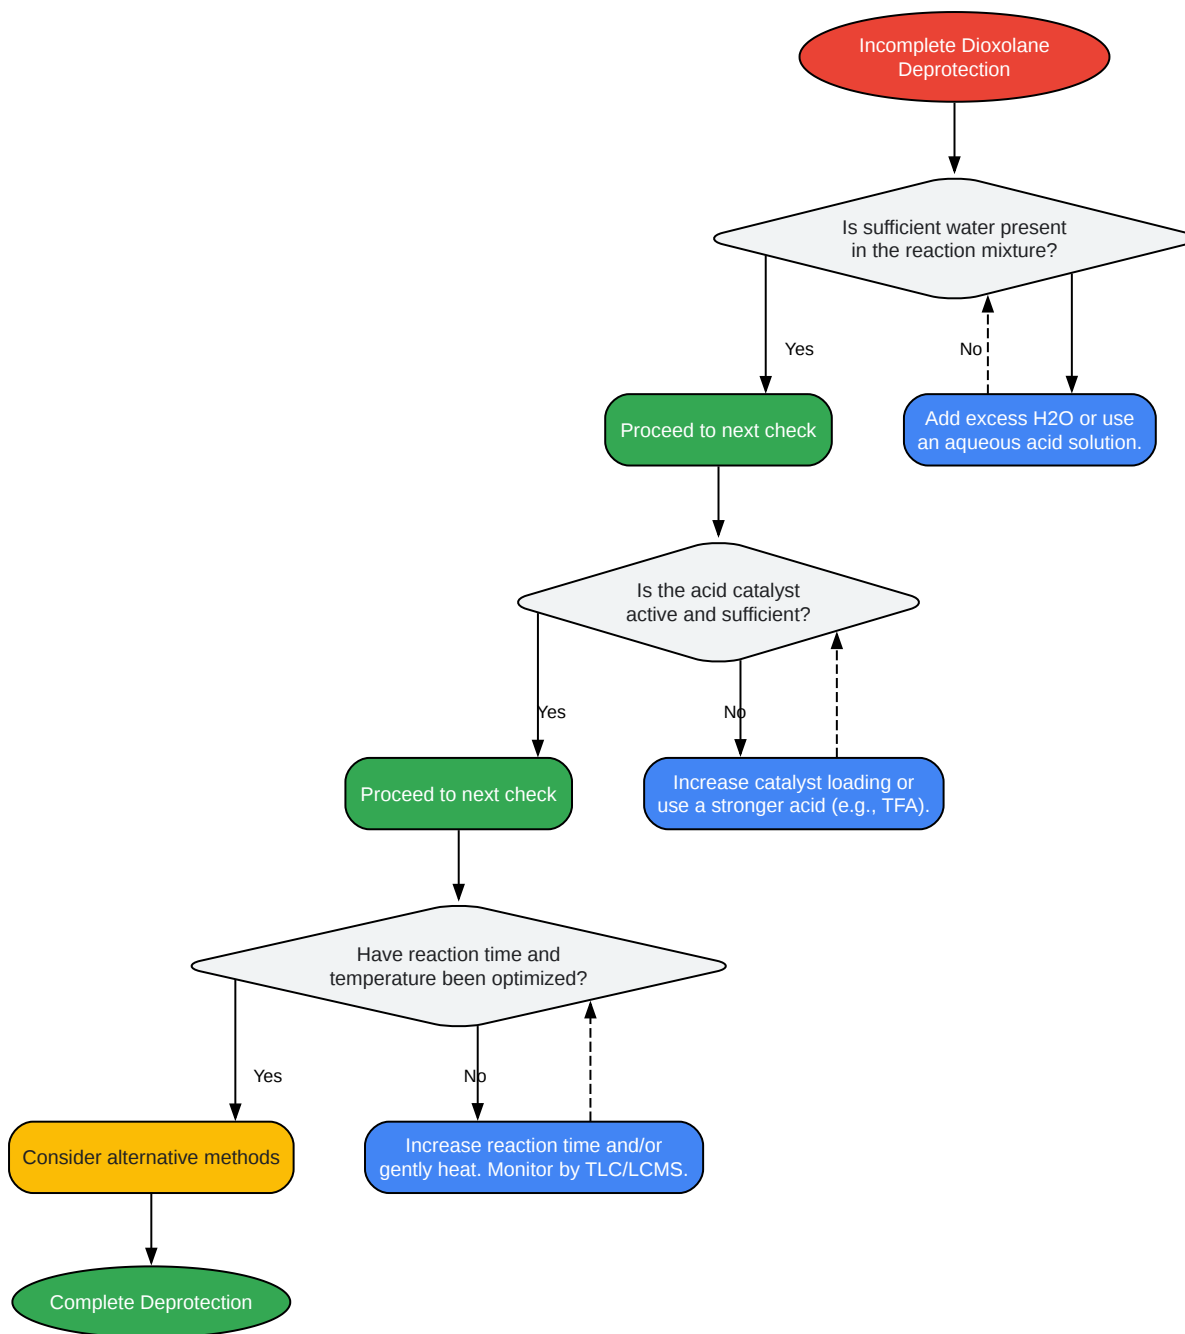 Incomplete Dioxolane
Deprotection
Is sufficient water present
in the reaction mixture?
Yes
No
Proceed to next check
Add excess H2O or use
an aqueous acid solution.
Is the acid catalyst
active and sufficient?
Yes
No
Proceed to next check
Increase catalyst loading or
use a stronger acid (e.g., TFA).
Have reaction time and
temperature been optimized?
Yes
No
Consider alternative methods
Increase reaction time and/or
gently heat. Monitor by TLC/LCMS.
Complete Deprotection